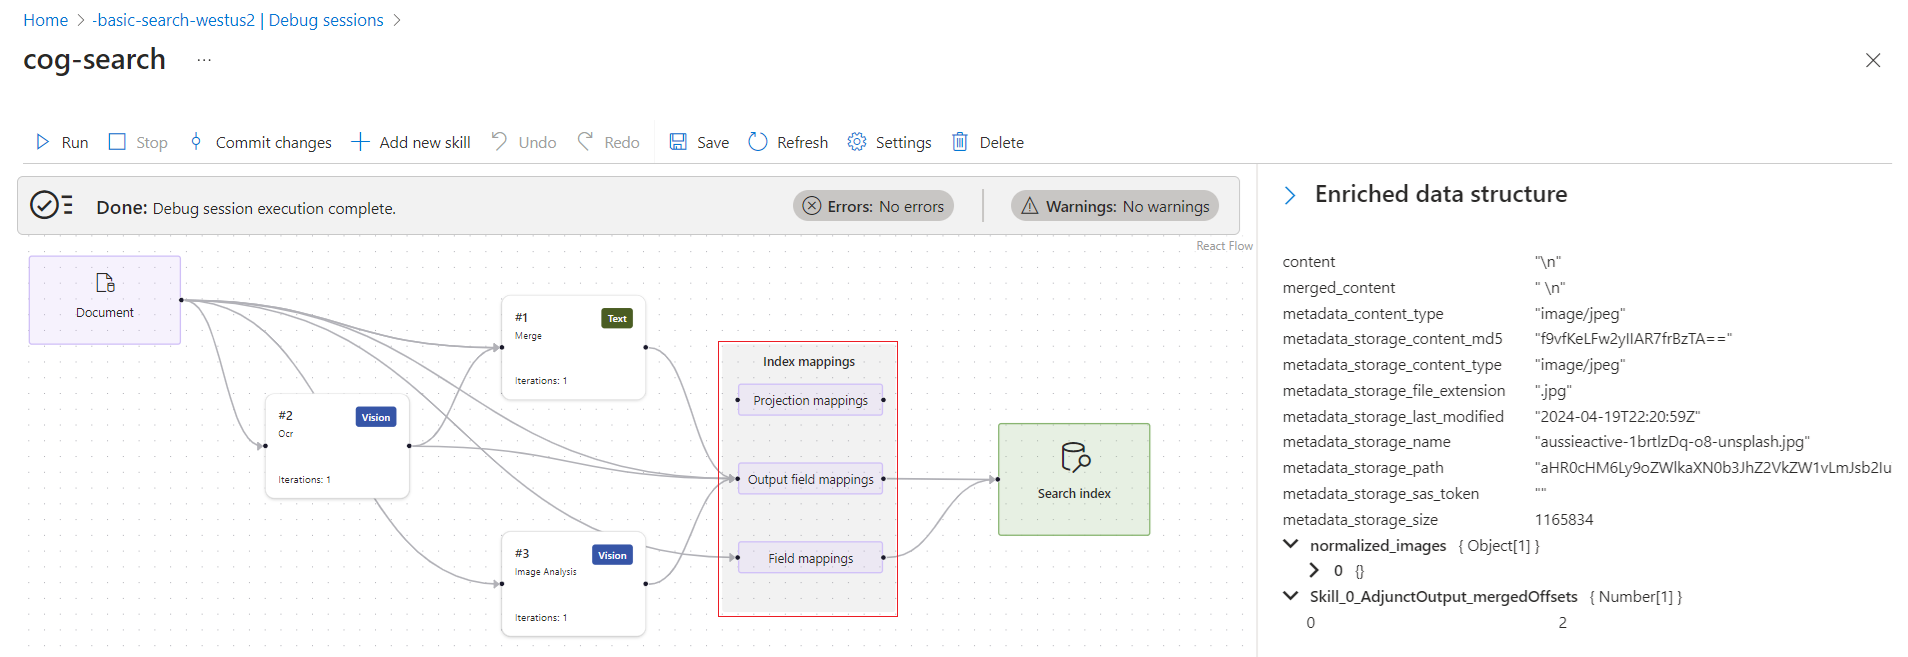 Home > -basic-search-westus2 | Debug sessions >
cog-search ...
Run Stop Commit changes Add new skill Undo Redo Save Refresh Settings Delete
Done: Debug session execution complete.
Errors: No errors
Warnings: No warnings
React Flow
Document
#1 Text
Merge
Iterations: 1
#2 Vision
Ocr
Iterations: 1
#3 Vision
Image Analysis
Iterations: 1
Index mappings
Projection mappings
Output field mappings
Field mappings
Search index
Enriched data structure
content "\n"
merged_content " \n"
metadata_content_type "image/jpeg"
metadata_storage_content_md5 "f9vfKeLFw2yIIAR7frBzTA=="
metadata_storage_content_type "image/jpeg"
metadata_storage_file_extension ".jpg"
metadata_storage_last_modified "2024-04-19T22:20:59Z"
metadata_storage_name "aussieactive-1brtlzDq-o8-unsplash.jpg"
metadata_storage_path "aHR0cHM6Ly9oZWlkaXN0b3JhZ2VkZW1vLmJsb2Iu
metadata_storage_sas_token ""
metadata_storage_size 1165834
normalized_images { Object[1] }
0 {}
Skill_0_AdjunctOutput_mergedOffsets { Number[1] }
0 2